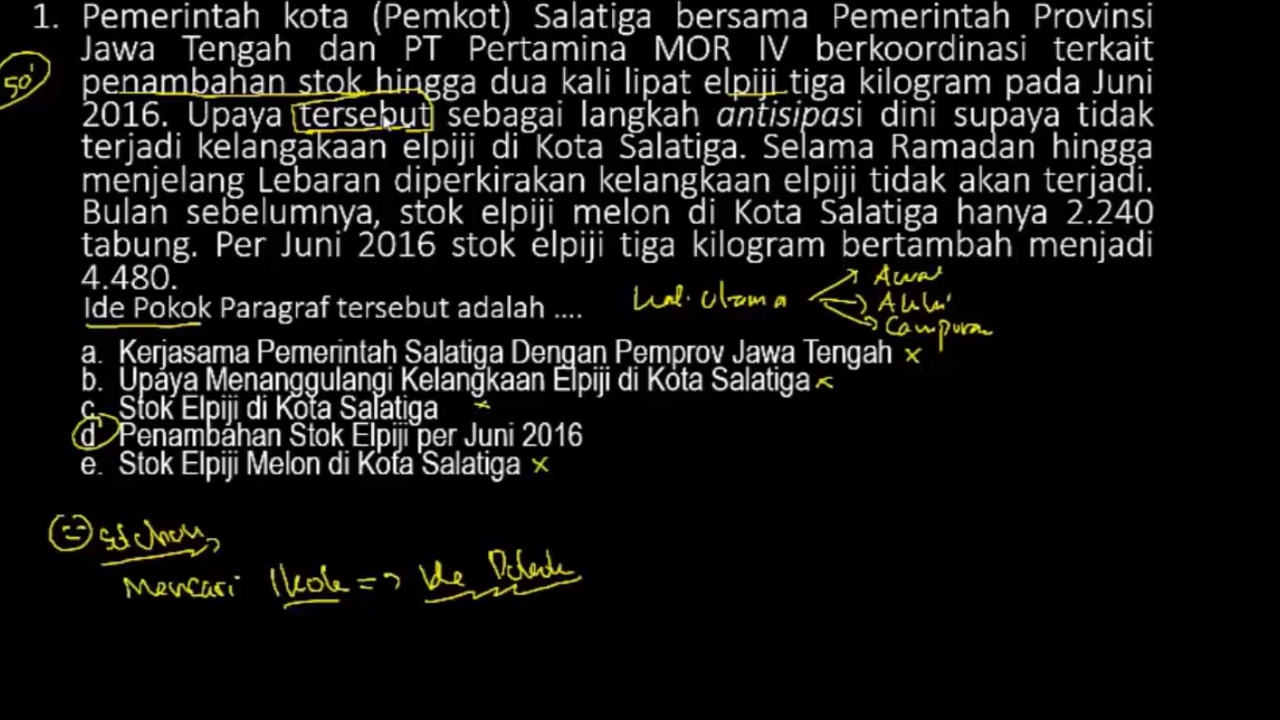 1. Pemerintah kota (Pemkot) Salatiga bersama Pemerintah Provinsi
Jawa Tengah dan PT Pertamina MOR IV berkoordinasi terkait
50'
penambahan stok hingga dua kali lipat elpiji tiga kilogram pada Juni
2016. Upaya tersebut sebagai langkah antisipasi dini supaya tidak
terjadi kelangakaan elpiji di Kota Salatiga. Selama Ramadan hingga
menjelang Lebaran diperkirakan kelangkaan elpiji tidak akan terjadi.
Bulan sebelumnya, stok elpiji melon di Kota Salatiga hanya 2.240
tabung. Per Juni 2016 stok elpiji tiga kilogram bertambah menjadi
4.480.
Ide Pokok Paragraf tersebut adalah ....
Kal. Utama
Awal
Akhir
Campuran
a. Kerjasama Pemerintah Salatiga Dengan Pemprov Jawa Tengah x
b. Upaya Menanggulangi Kelangkaan Elpiji di Kota Salatiga x
c. Stok Elpiji di Kota Salatiga x
d Penambahan Stok Elpiji per Juni 2016
e. Stok Elpiji Melon di Kota Salatiga x
Mencari => Ide